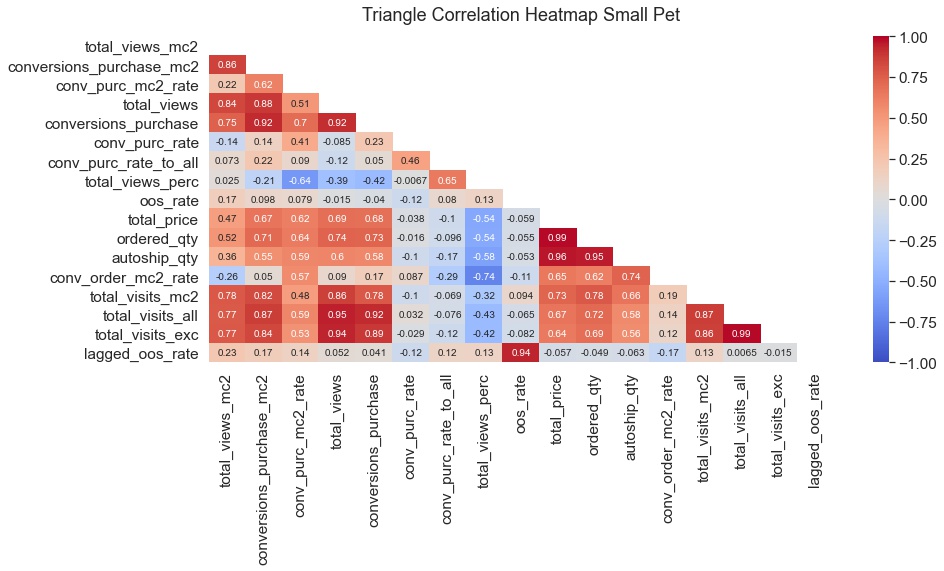 Triangle Correlation Heatmap Small Pet
total_views_mc2
conversions_purchase_mc2 0.86
conv_purc_mc2_rate 0.22 0.62
total_views 0.84 0.88 0.51
conversions_purchase 0.75 0.92 0.7 0.92
conv_purc_rate -0.14 0.14 0.41 -0.085 0.23
conv_purc_rate_to_all 0.073 0.22 0.09 -0.12 0.05 0.46
total_views_perc 0.025 -0.21 -0.64 -0.39 -0.42 -0.0067 0.65
oos_rate 0.17 0.098 0.079 -0.015 -0.04 -0.12 0.08 0.13
total_price 0.47 0.67 0.62 0.69 0.68 -0.038 -0.1 -0.54 -0.059
ordered_qty 0.52 0.71 0.64 0.74 0.73 -0.016 -0.096 -0.54 -0.055 0.99
autoship_qty 0.36 0.55 0.59 0.6 0.58 -0.1 -0.17 -0.58 -0.053 0.96 0.95
conv_order_mc2_rate -0.26 0.05 0.57 0.09 0.17 0.087 -0.29 -0.74 -0.11 0.65 0.62 0.74
total_visits_mc2 0.78 0.82 0.48 0.86 0.78 -0.1 -0.069 -0.32 0.094 0.73 0.78 0.66 0.19
total_visits_all 0.77 0.87 0.59 0.95 0.92 0.032 -0.076 -0.43 -0.065 0.67 0.72 0.58 0.14 0.87
total_visits_exc 0.77 0.84 0.53 0.94 0.89 -0.029 -0.12 -0.42 -0.082 0.64 0.69 0.56 0.12 0.86 0.99
lagged_oos_rate 0.23 0.17 0.14 0.052 0.041 -0.12 0.12 0.13 0.94 -0.057 -0.049 -0.063 -0.17 0.13 0.0065 -0.015
total_views_mc2
conversions_purchase_mc2
conv_purc_mc2_rate
total_views
conversions_purchase
conv_purc_rate
conv_purc_rate_to_all
total_views_perc
oos_rate
total_price
ordered_qty
autoship_qty
conv_order_mc2_rate
total_visits_mc2
total_visits_all
total_visits_exc
lagged_oos_rate
1.00
0.75
0.50
0.25
0.00
−0.25
−0.50
−0.75
−1.00